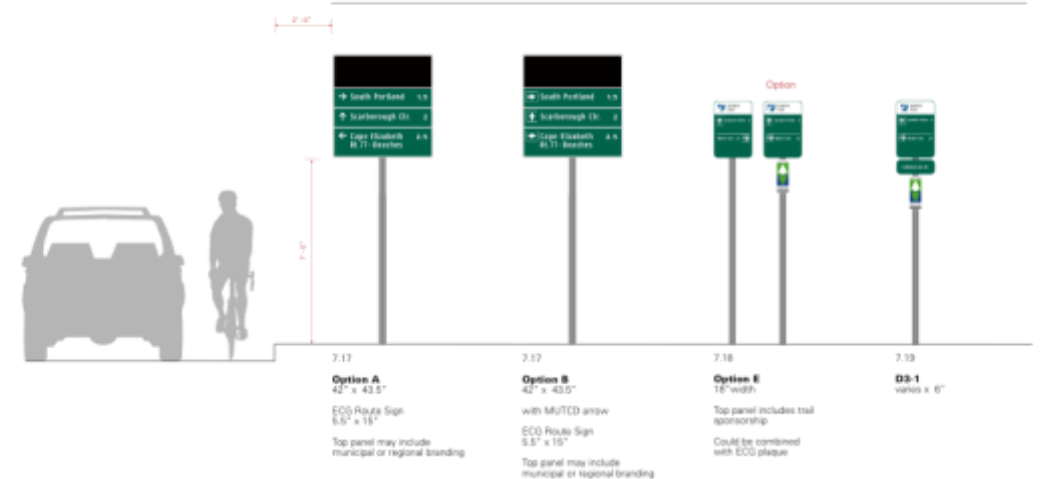 2'-0"
Option
→ South Portland 1.5
↑ Scarborough Ctr. 2
← Cape Elizabeth 2.5
Rt.77-Beaches
→ South Portland 1.5
↑ Scarborough Ctr. 2
← Cape Elizabeth 2.5
Rt.77-Beaches
7'-0"
7.17
Option A
42" x 43.5"
ECG Route Sign
5.5" x 15"
Top panel may include
municipal or regional branding
7.17
Option B
42" x 43.5"
with MUTCD arrow
ECG Route Sign
5.5" x 15"
Top panel may include
municipal or regional branding
7.18
Option E
18" width
Top panel includes trail
sponsorship
Could be combined
with ECG plaque
7.19
D3-1
varies x 6"